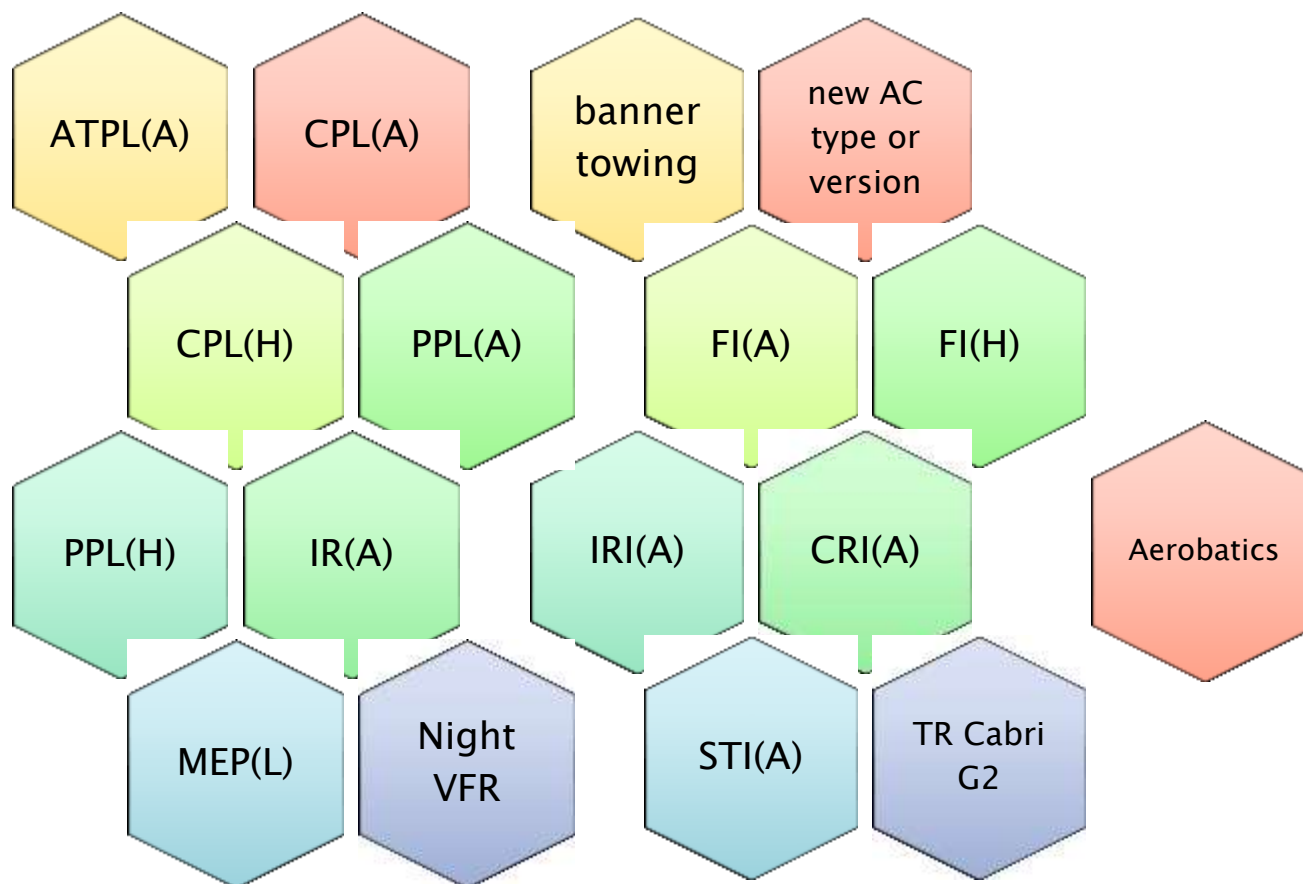 ATPL(A)
CPL(A)
banner
towing
new AC
type or
version
CPL(H)
PPL(A)
FI(A)
FI(H)
PPL(H)
IR(A)
IRI(A)
CRI(A)
Aerobatics
MEP(L)
Night
VFR
STI(A)
TR Cabri
G2